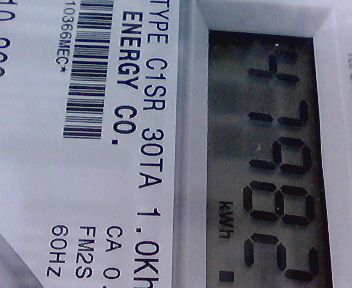 47982
kWh
TYPE C1SR 30TA 1.0Kh
ENERGY CO.
CA 0.
FM2S
60Hz
10366MEC*